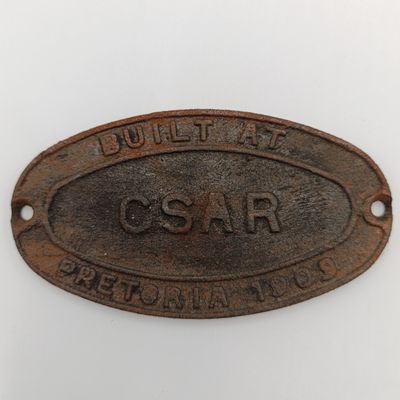 BUILT AT
CSAR
PRETORIA 1909